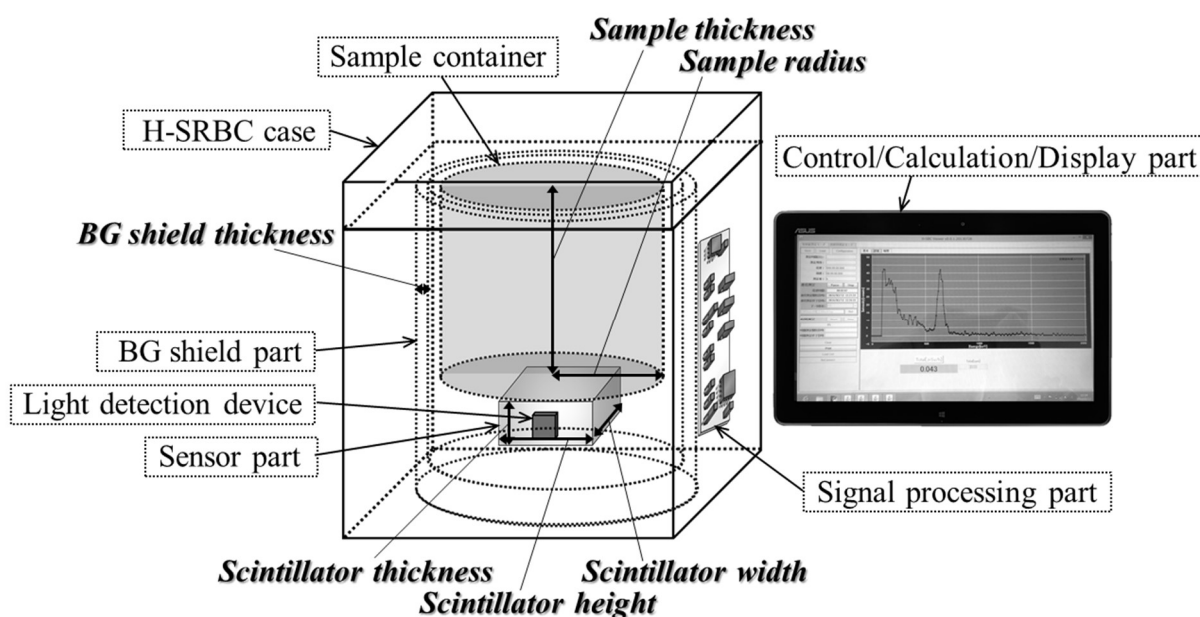 Sample thickness
Sample radius
Sample container
H-SRBC case
Control/Calculation/Display part
BG shield thickness
ASUS
0.043
BG shield part
Light detection device
Sensor part
Signal processing part
Scintillator thickness
Scintillator width
Scintillator height